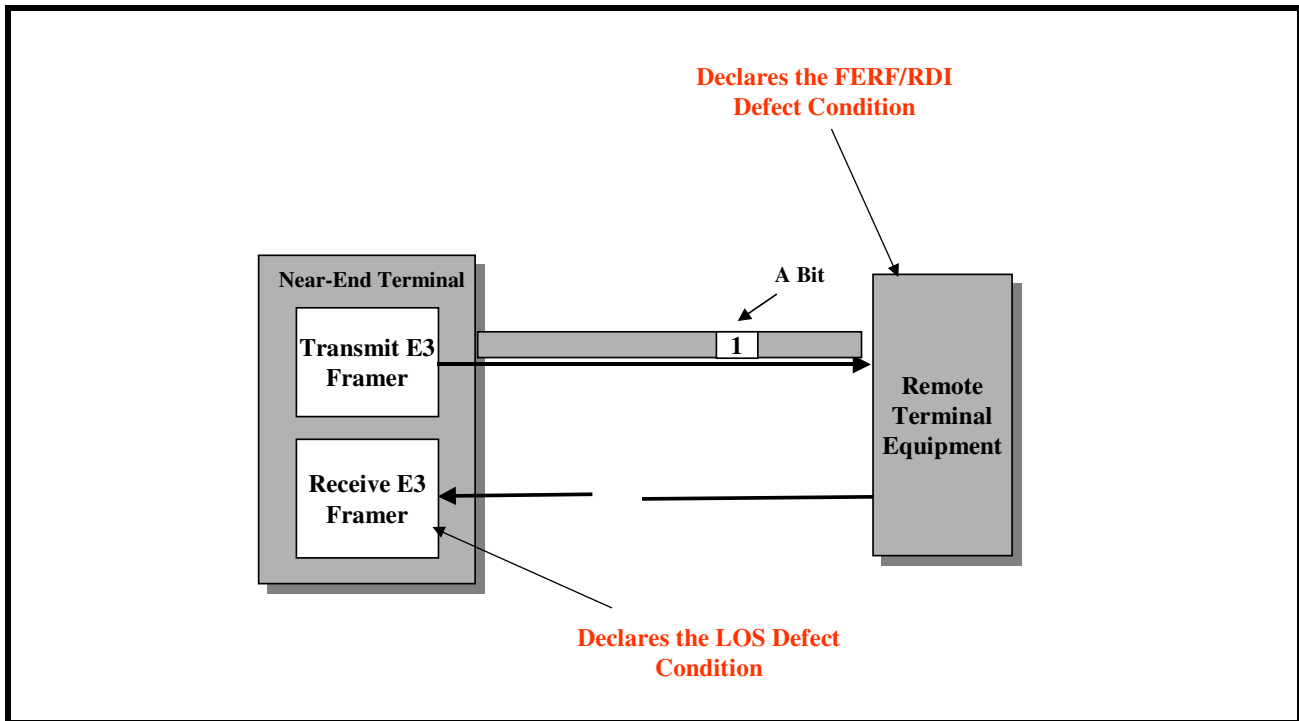 Declares the FERF/RDI
Defect Condition
Near-End Terminal
A Bit
Transmit E3
Framer
1
Remote
Terminal
Equipment
Receive E3
Framer
Declares the LOS Defect
Condition